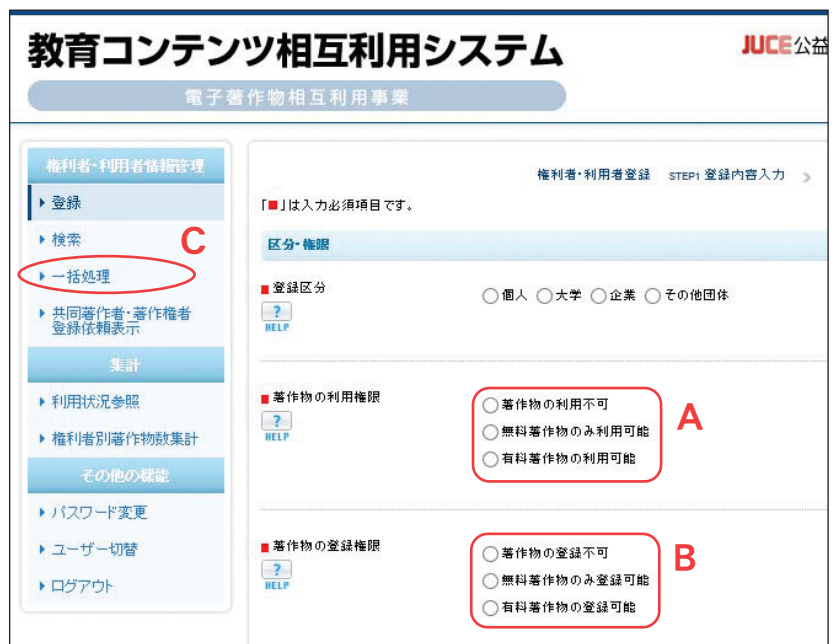 教育コンテンツ相互利用システム
JUCE公益
電子著作物相互利用事業
権利者・利用者情報管理
登録
検索
C
一括処理
共同著作者・著作権者
登録依頼表示
集計
利用状況参照
権利者別著作物数集計
その他の機能
パスワード変更
ユーザー切替
ログアウト
権利者・利用者登録 STEP1 登録内容入力 >
「■」は入力必須項目です。
区分・権限
■登録区分
?
HELP
個人 大学 企業 その他団体
■著作物の利用権限
?
HELP
著作物の利用不可
無料著作物のみ利用可能
有料著作物の利用可能
A
■著作物の登録権限
?
HELP
著作物の登録不可
無料著作物のみ登録可能
有料著作物の登録可能
B